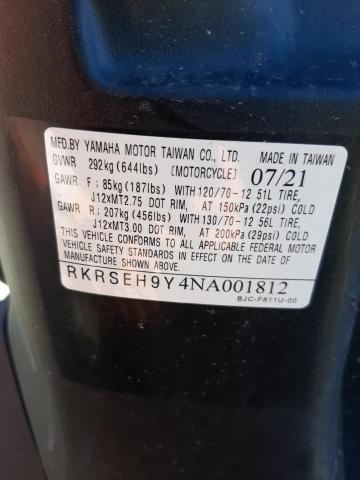 MFD.BY YAMAHA MOTOR TAIWAN CO., LTD. MADE IN TAIWAN
GVWR 292kg(644lbs) [MOTORCYCLE] 07/21
GAWR F: 85kg(187lbs) WITH 120/70-12 51L TIRE,
J12xMT2.75 DOT RIM, AT 150kPa(22psi) COLD
GAWR R: 207kg(456lbs) WITH 130/70-12 56L TIRE,
J12xMT3.00 DOT RIM, AT 200kPa(29psi) COLD
THIS VEHICLE CONFORMS TO ALL APPLICABLE FEDERAL MOTOR
VEHICLE SAFETY STANDARDS IN EFFECT ON THE DATE OF
MANUFACTURE SHOWN ABOVE.
RKRSEH9Y4NA001812
BJC-F811U-00